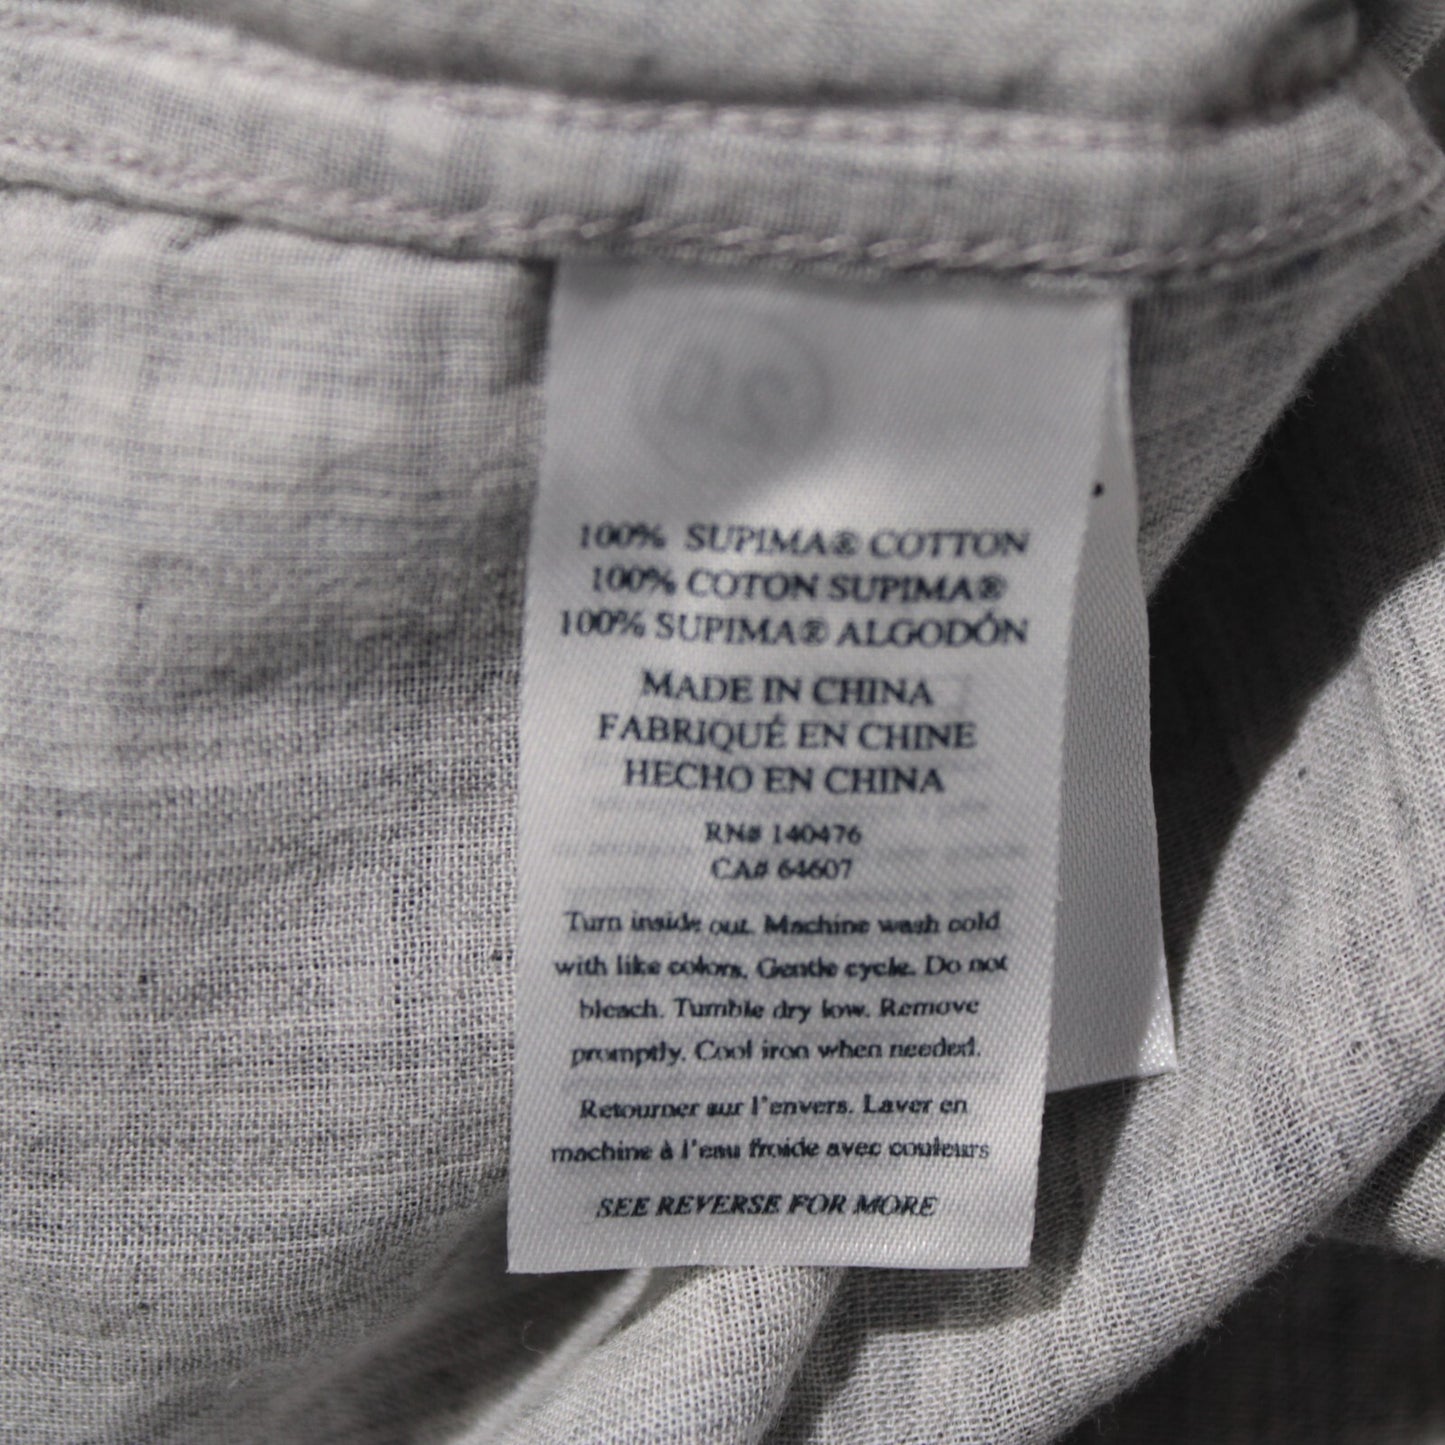 100% SUPIMA® COTTON
100% COTON SUPIMA®
100% SUPIMA® ALGODÓN
MADE IN CHINA
FABRIQUÉ EN CHINE
HECHO EN CHINA
RN# 140476
CA# 64607
Turn inside out. Machine wash cold
with like colors. Gentle cycle. Do not
bleach. Tumble dry low. Remove
promptly. Cool iron when needed.
Retourner sur l'envers. Laver en
machine à l'eau froide avec couleurs
SEE REVERSE FOR MORE